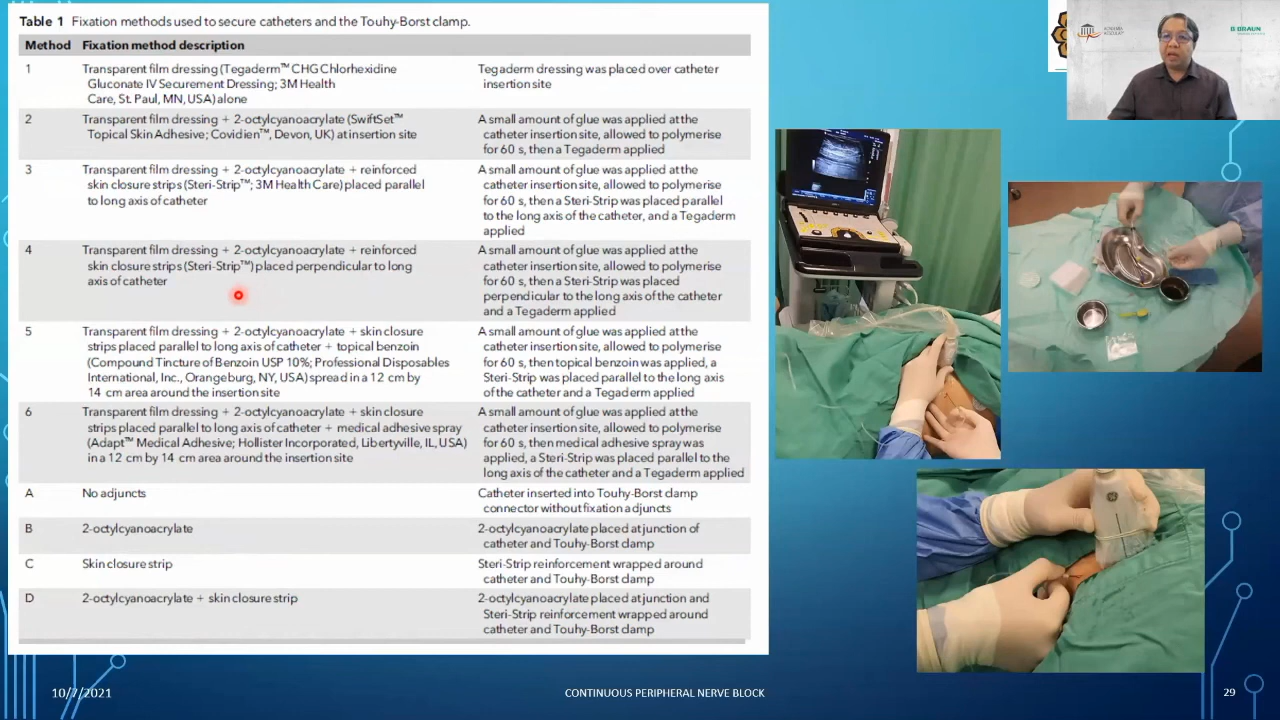 Table 1 Fixation methods used to secure catheters and the Touhy-Borst clamp.
Method Fixation method description
1 Transparent film dressing (Tegaderm™ CHG Chlorhexidine
Gluconate IV Securement Dressing; 3M Health
Care, St. Paul, MN, USA) alone
Tegaderm dressing was placed over catheter
insertion site
2 Transparent film dressing + 2-octylcyanoacrylate (SwiftSet™
Topical Skin Adhesive; Covidien™, Devon, UK) at insertion site
A small amount of glue was applied at the
catheter insertion site, allowed to polymerise
for 60 s, then a Tegaderm applied
3 Transparent film dressing + 2-octylcyanoacrylate + reinforced
skin closure strips (Steri-Strip™; 3M Health Care) placed parallel
to long axis of catheter
A small amount of glue was applied at the
catheter insertion site, allowed to polymerise
for 60 s, then a Steri-Strip was placed parallel
to the long axis of the catheter, and a Tegaderm
applied
4 Transparent film dressing + 2-octylcyanoacrylate + reinforced
skin closure strips (Steri-Strip™) placed perpendicular to long
axis of catheter
A small amount of glue was applied at the
catheter insertion site, allowed to polymerise
for 60 s, then a Steri-Strip was placed
perpendicular to the long axis of the catheter
and a Tegaderm applied
5 Transparent film dressing + 2-octylcyanoacrylate + skin closure
strips placed parallel to long axis of catheter + topical benzoin
(Compound Tincture of Benzoin USP 10%; Professional Disposables
International, Inc., Orangeburg, NY, USA) spread in a 12 cm by
14 cm area around the insertion site
A small amount of glue was applied at the
catheter insertion site, allowed to polymerise
for 60 s, then topical benzoin was applied, a
Steri-Strip was placed parallel to the long axis
of the catheter and a Tegaderm applied
6 Transparent film dressing + 2-octylcyanoacrylate + skin closure
strips placed parallel to long axis of catheter + medical adhesive spray
(Adapt™ Medical Adhesive; Hollister Incorporated, Libertyville, IL, USA)
in a 12 cm by 14 cm area around the insertion site
A small amount of glue was applied at the
catheter insertion site, allowed to polymerise
for 60 s, then medical adhesive spray was
applied, a Steri-Strip was placed parallel to the
long axis of the catheter and a Tegaderm applied
A No adjuncts
Catheter inserted into Touhy-Borst clamp
connector without fixation adjuncts
B 2-octylcyanoacrylate
2-octylcyanoacrylate placed at junction of
catheter and Touhy-Borst clamp
C Skin closure strip
Steri-Strip reinforcement wrapped around
catheter and Touhy-Borst clamp
D 2-octylcyanoacrylate + skin closure strip
2-octylcyanoacrylate placed at junction and
Steri-Strip reinforcement wrapped around
catheter and Touhy-Borst clamp
B BRAUN
10/2/2021
CONTINUOUS PERIPHERAL NERVE BLOCK
29